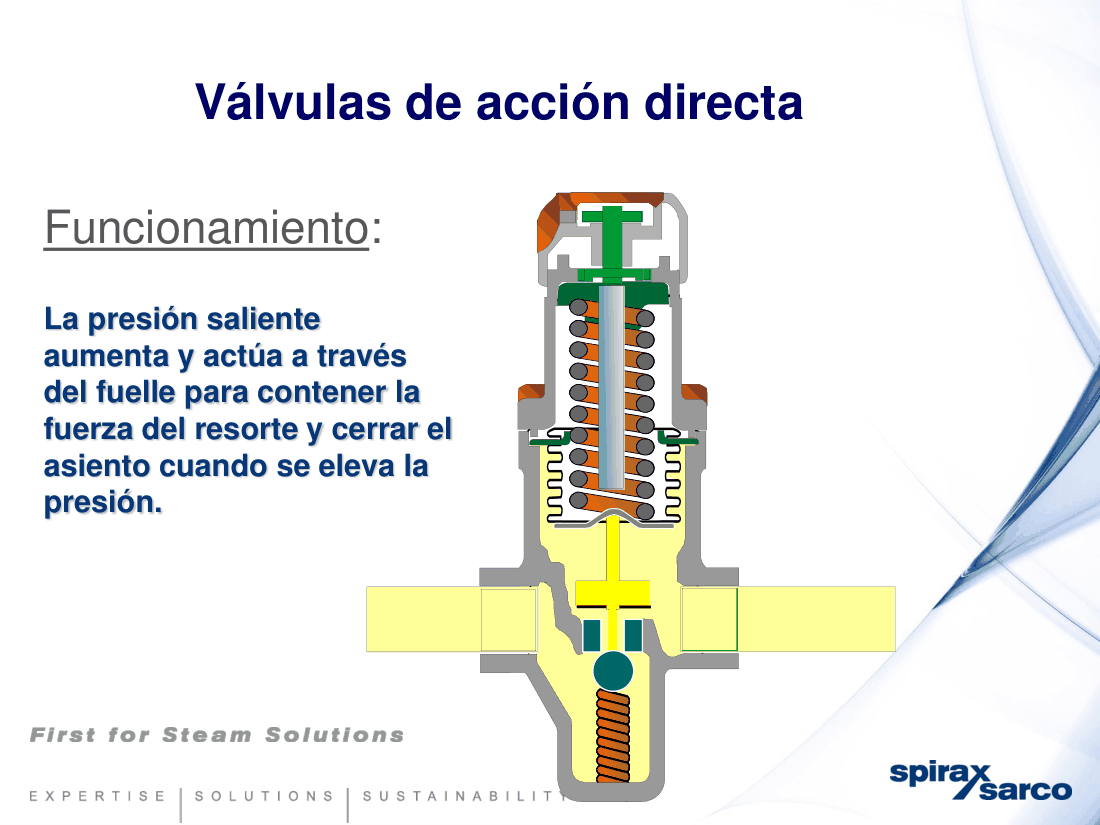 Válvulas de acción directa
Funcionamiento:
La presión saliente
aumenta y actúa a través
del fuelle para contener la
fuerza del resorte y cerrar el
asiento cuando se eleva la
presión.
First for Steam Solutions
EXPERTISE SOLUTIONS SUSTAINABILITY
spirax
sarco